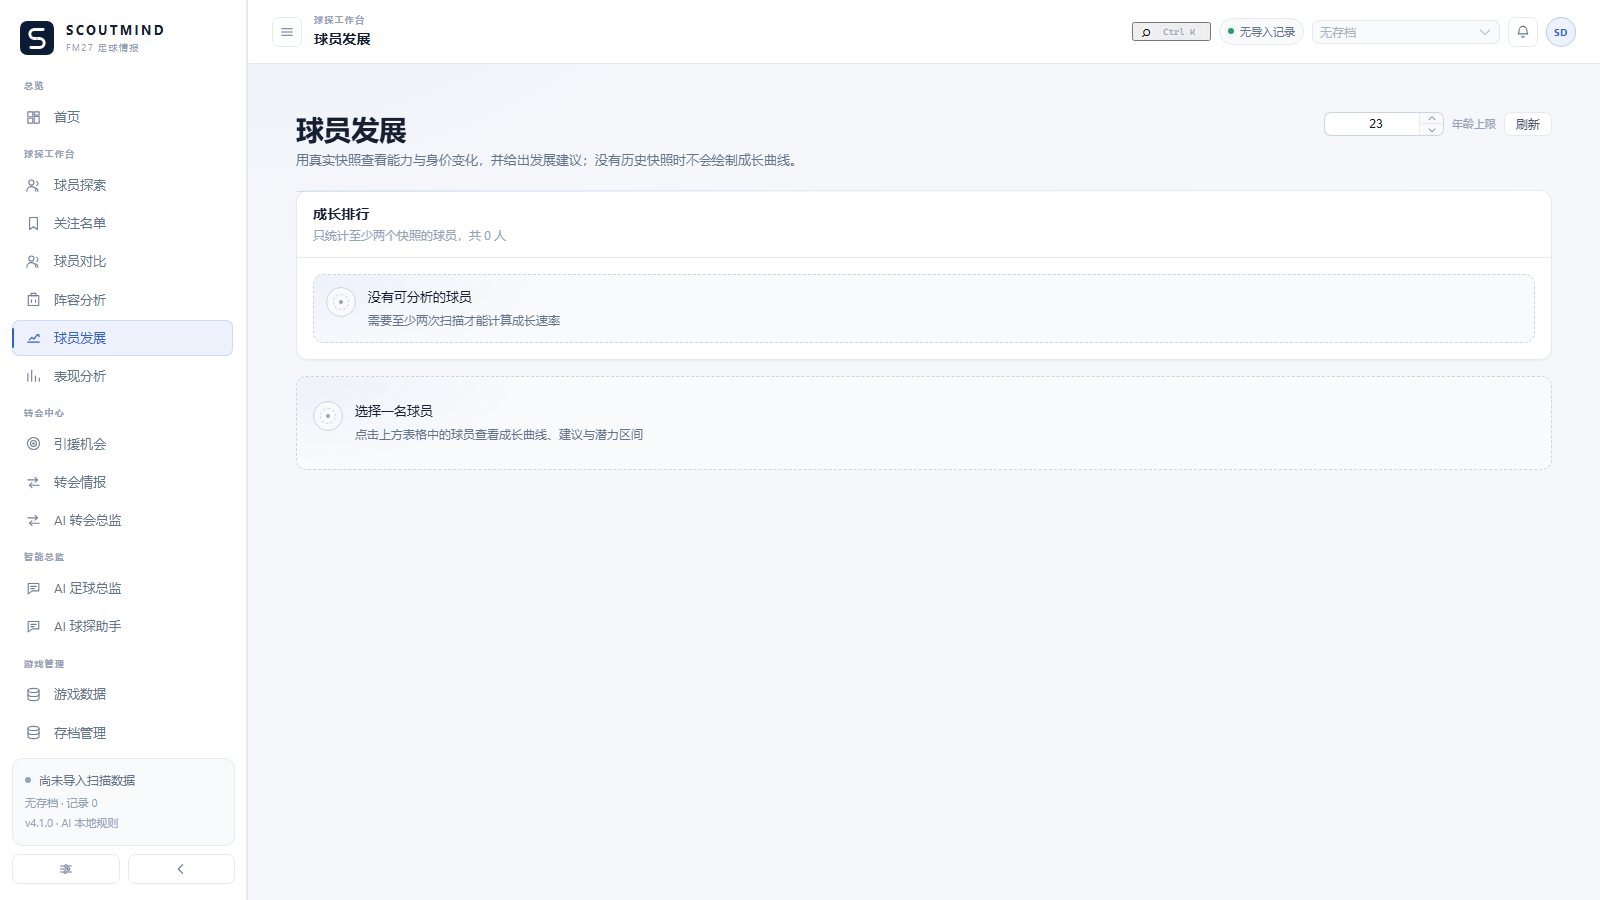 SCOUTMIND
FM27 足球情报
总览
首页
球探工作台
球员探索
关注名单
球员对比
阵容分析
球员发展
表现分析
转会中心
引援机会
转会情报
AI 转会总监
智能总监
AI 足球总监
AI 球探助手
游戏管理
游戏数据
存档管理
尚未导入扫描数据
无存档 · 记录 0
v4.1.0 · AI 本地规则
球探工作台
球员发展
Ctrl K
无导入记录
无存档
SD
球员发展
用真实快照查看能力与身价变化，并给出发展建议；没有历史快照时不会绘制成长曲线。
23
年龄上限
刷新
成长排行
只统计至少两个快照的球员，共 0 人
没有可分析的球员
需要至少两次扫描才能计算成长速率
选择一名球员
点击上方表格中的球员查看成长曲线、建议与潜力区间